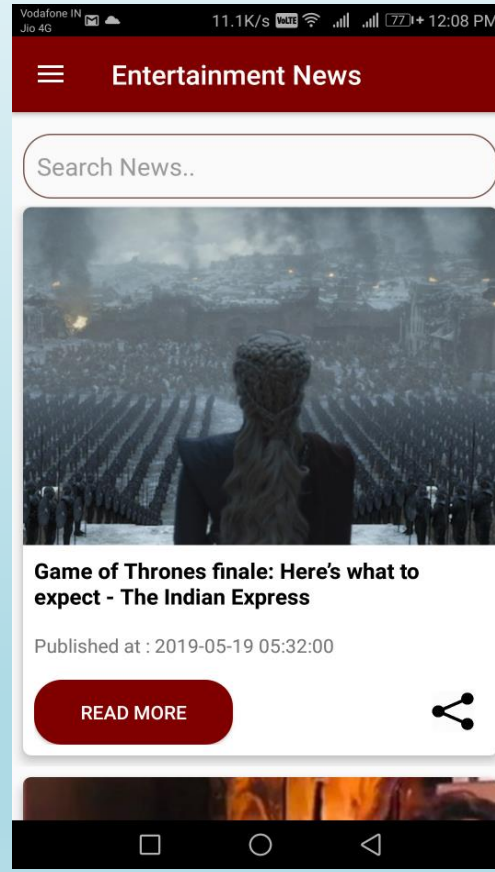 Vodafone IN
Jio 4G
11.1K/s VoLTE 77 12:08 PM
Entertainment News
Search News..
Game of Thrones finale: Here's what to
expect - The Indian Express
Published at : 2019-05-19 05:32:00
READ MORE